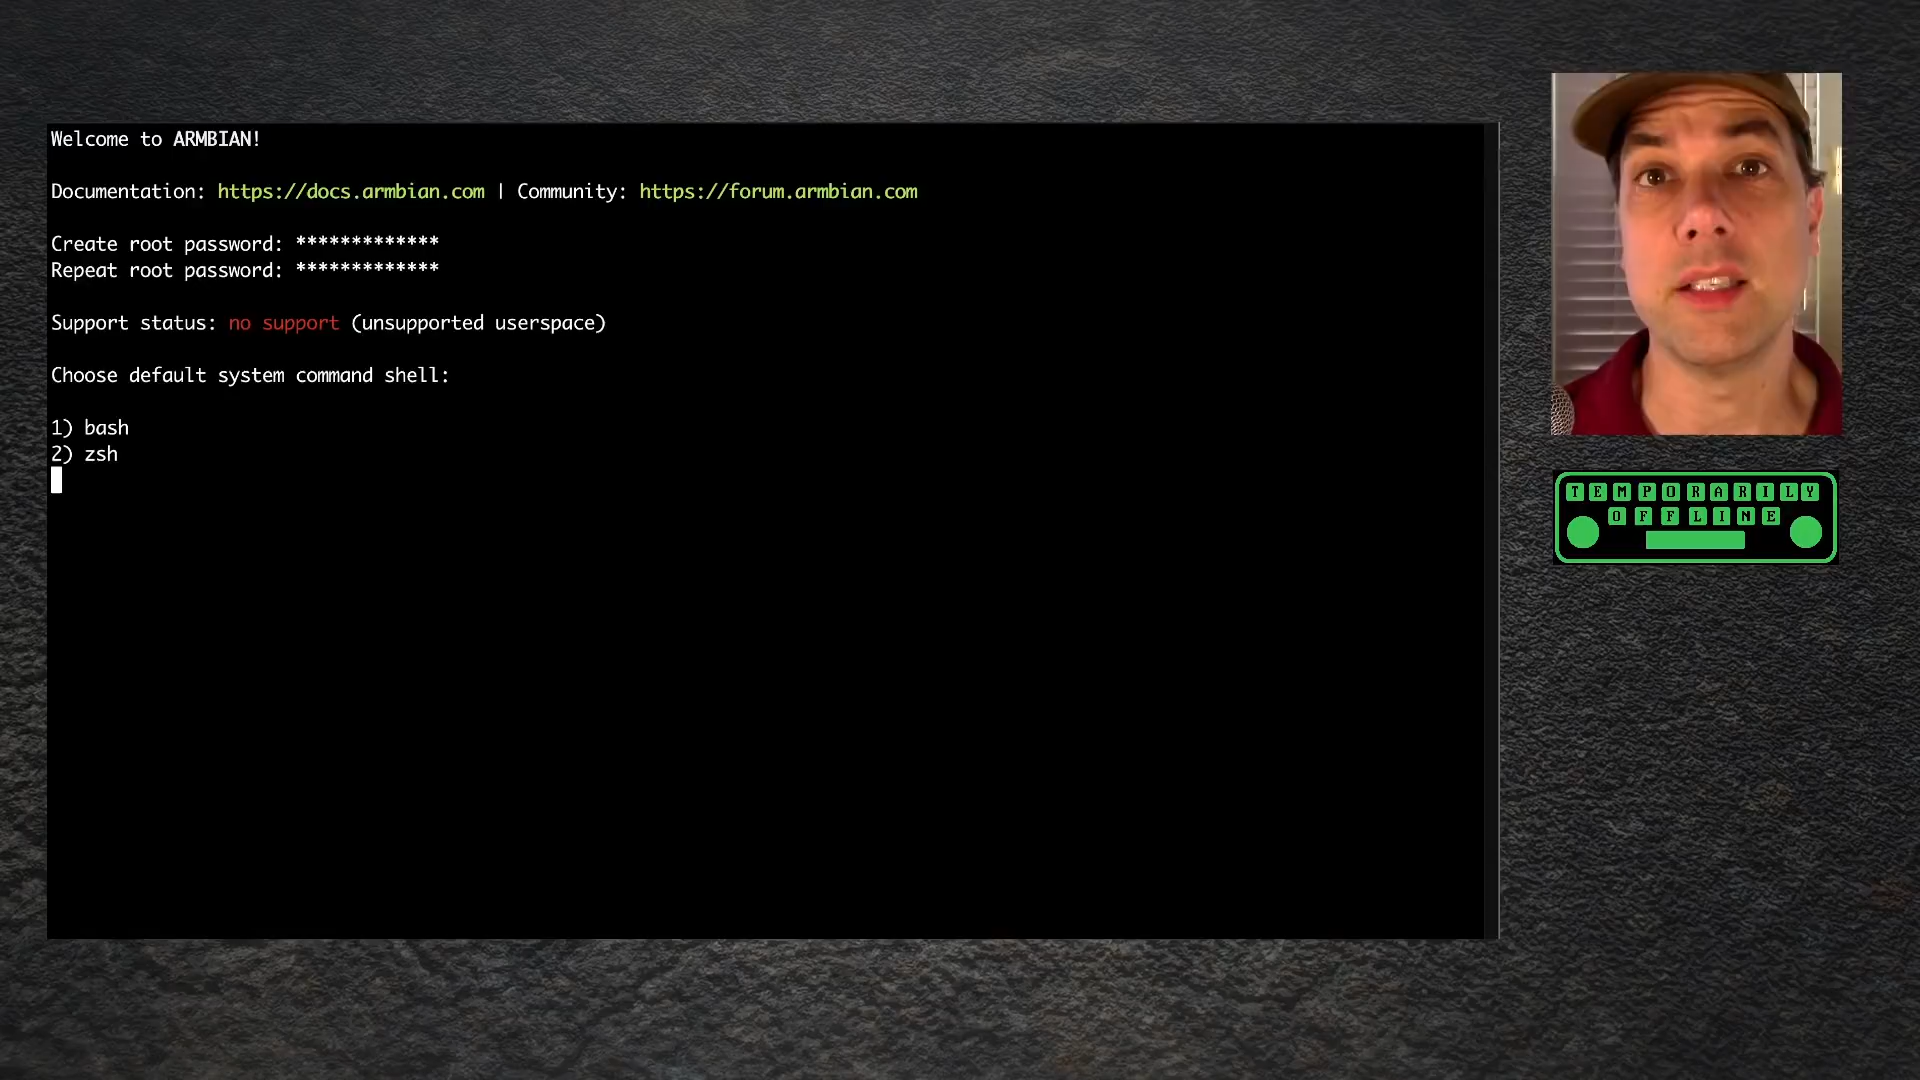 Welcome to ARMBIAN!
Documentation: https://docs.armbian.com | Community: https://forum.armbian.com
Create root password: *************
Repeat root password: *************
Support status: no support (unsupported userspace)
Choose default system command shell:
1) bash
2) zsh
TEMPORARILY
OFFLINE